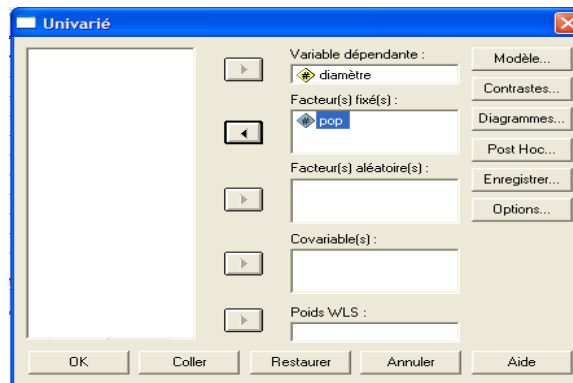 Univarié
Variable dépendante :
diamètre
Facteur(s) fixé(s) :
pop
Facteur(s) aléatoire(s) :
Covariable(s) :
Poids WLS :
Modèle...
Contrastes...
Diagrammes...
Post Hoc...
Enregistrer...
Options...
OK
Coller
Restaurer
Annuler
Aide